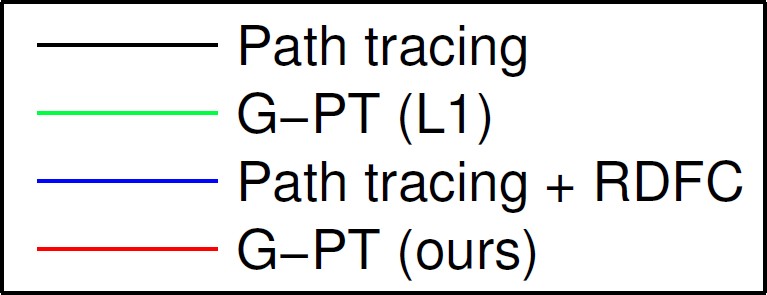 Path tracing
G−PT (L1)
Path tracing + RDFC
G−PT (ours)